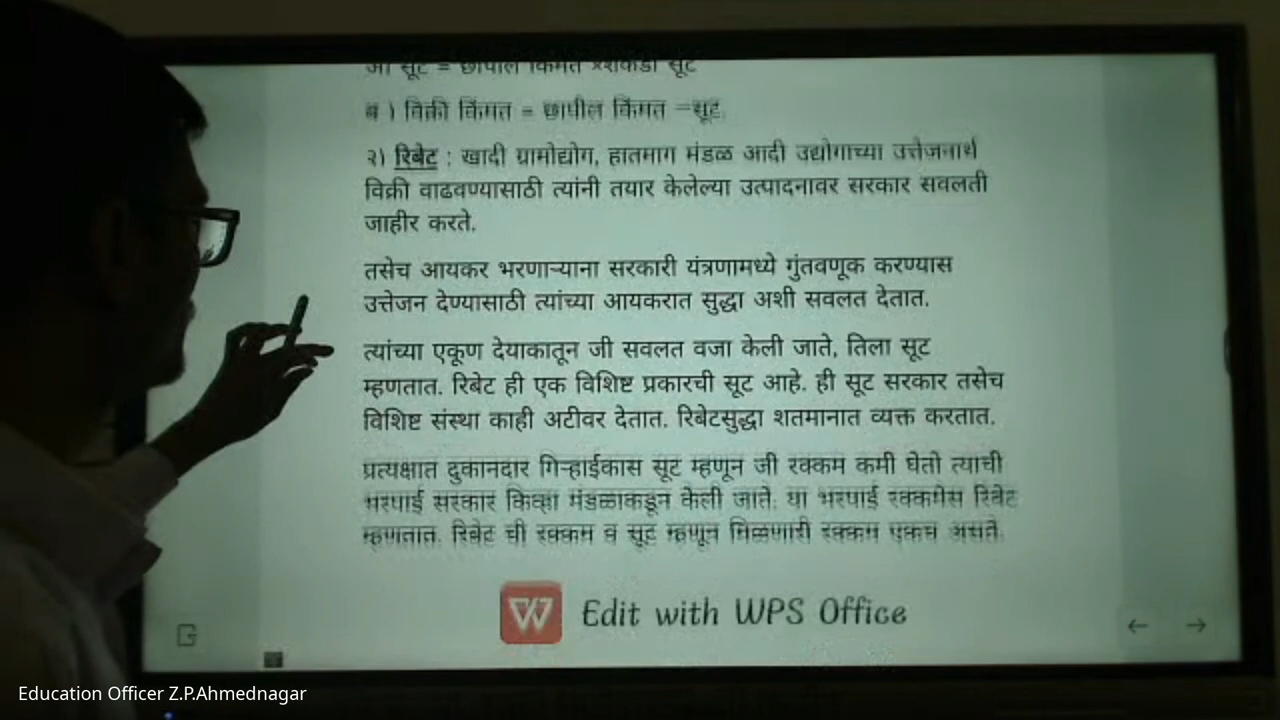 जा सूट = छापील किंमत ×शेकडा सूट
ब ) विक्री किंमत = छापील किंमत –सूट
२) रिबेट : खादी ग्रामोद्योग, हातमाग मंडळ आदी उद्योगाच्या उत्तेजनार्थ
विक्री वाढवण्यासाठी त्यांनी तयार केलेल्या उत्पादनावर सरकार सवलती
जाहीर करते.
तसेच आयकर भरणाऱ्याना सरकारी यंत्रणामध्ये गुंतवणूक करण्यास
उत्तेजन देण्यासाठी त्यांच्या आयकरात सुद्धा अशी सवलत देतात.
त्यांच्या एकूण देयाकातून जी सवलत वजा केली जाते, तिला सूट
म्हणतात. रिबेट ही एक विशिष्ट प्रकारची सूट आहे. ही सूट सरकार तसेच
विशिष्ट संस्था काही अटीवर देतात. रिबेटसुद्धा शतमानात व्यक्त करतात.
प्रत्यक्षात दुकानदार गिऱ्हाईकास सूट म्हणून जी रक्कम कमी घेतो त्याची
भरपाई सरकार किंव्हा मंडळाकडून केली जाते. या भरपाई रक्कमेस रिबेट
म्हणतात. रिबेट ची रक्कम व सूट म्हणून मिळणारी रक्कम एकच असते.
Edit with WPS Office
Education Officer Z.P.Ahmednagar